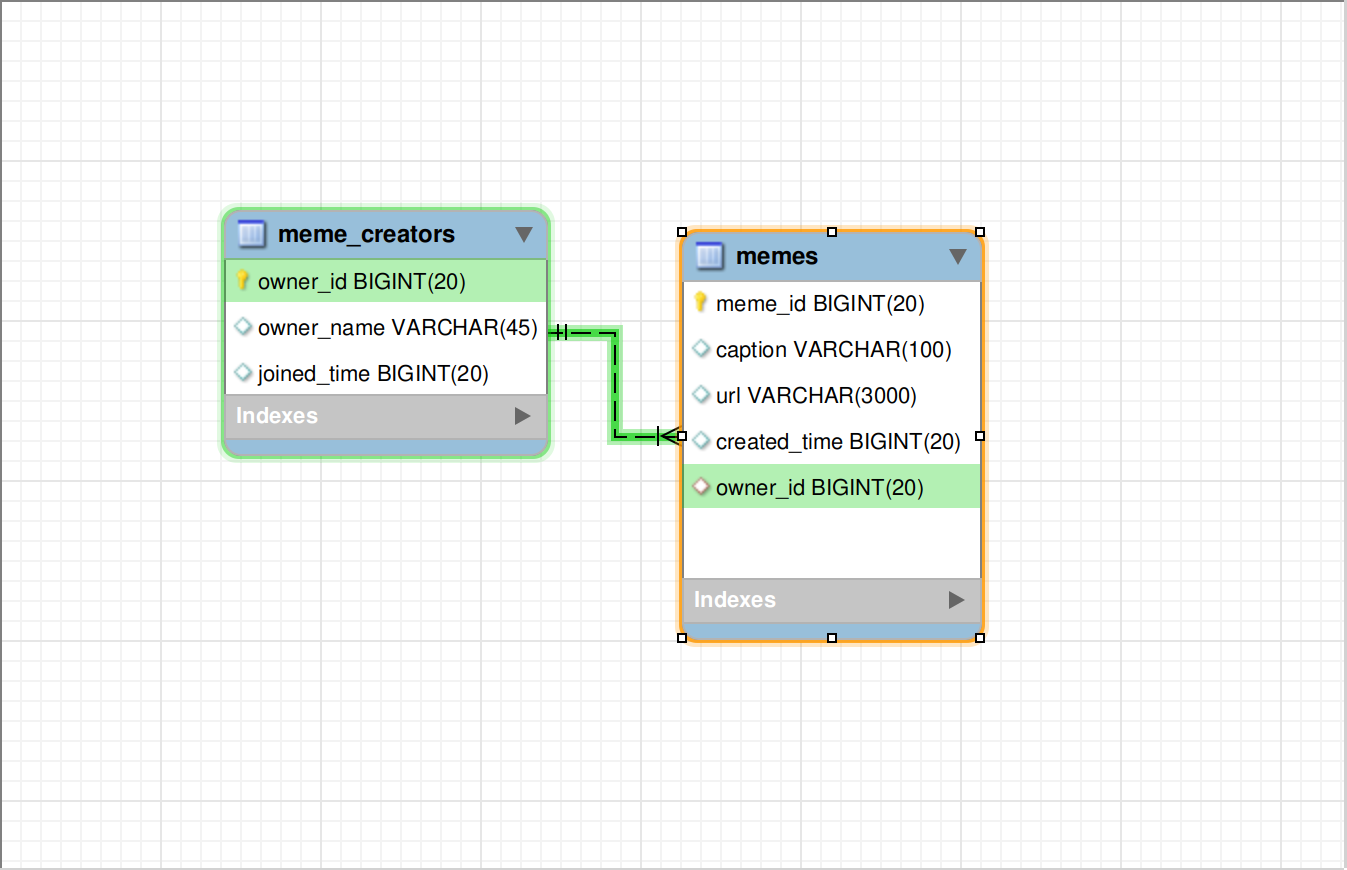 meme_creators
owner_id BIGINT(20)
owner_name VARCHAR(45)
joined_time BIGINT(20)
Indexes
memes
meme_id BIGINT(20)
caption VARCHAR(100)
url VARCHAR(3000)
created_time BIGINT(20)
owner_id BIGINT(20)
Indexes